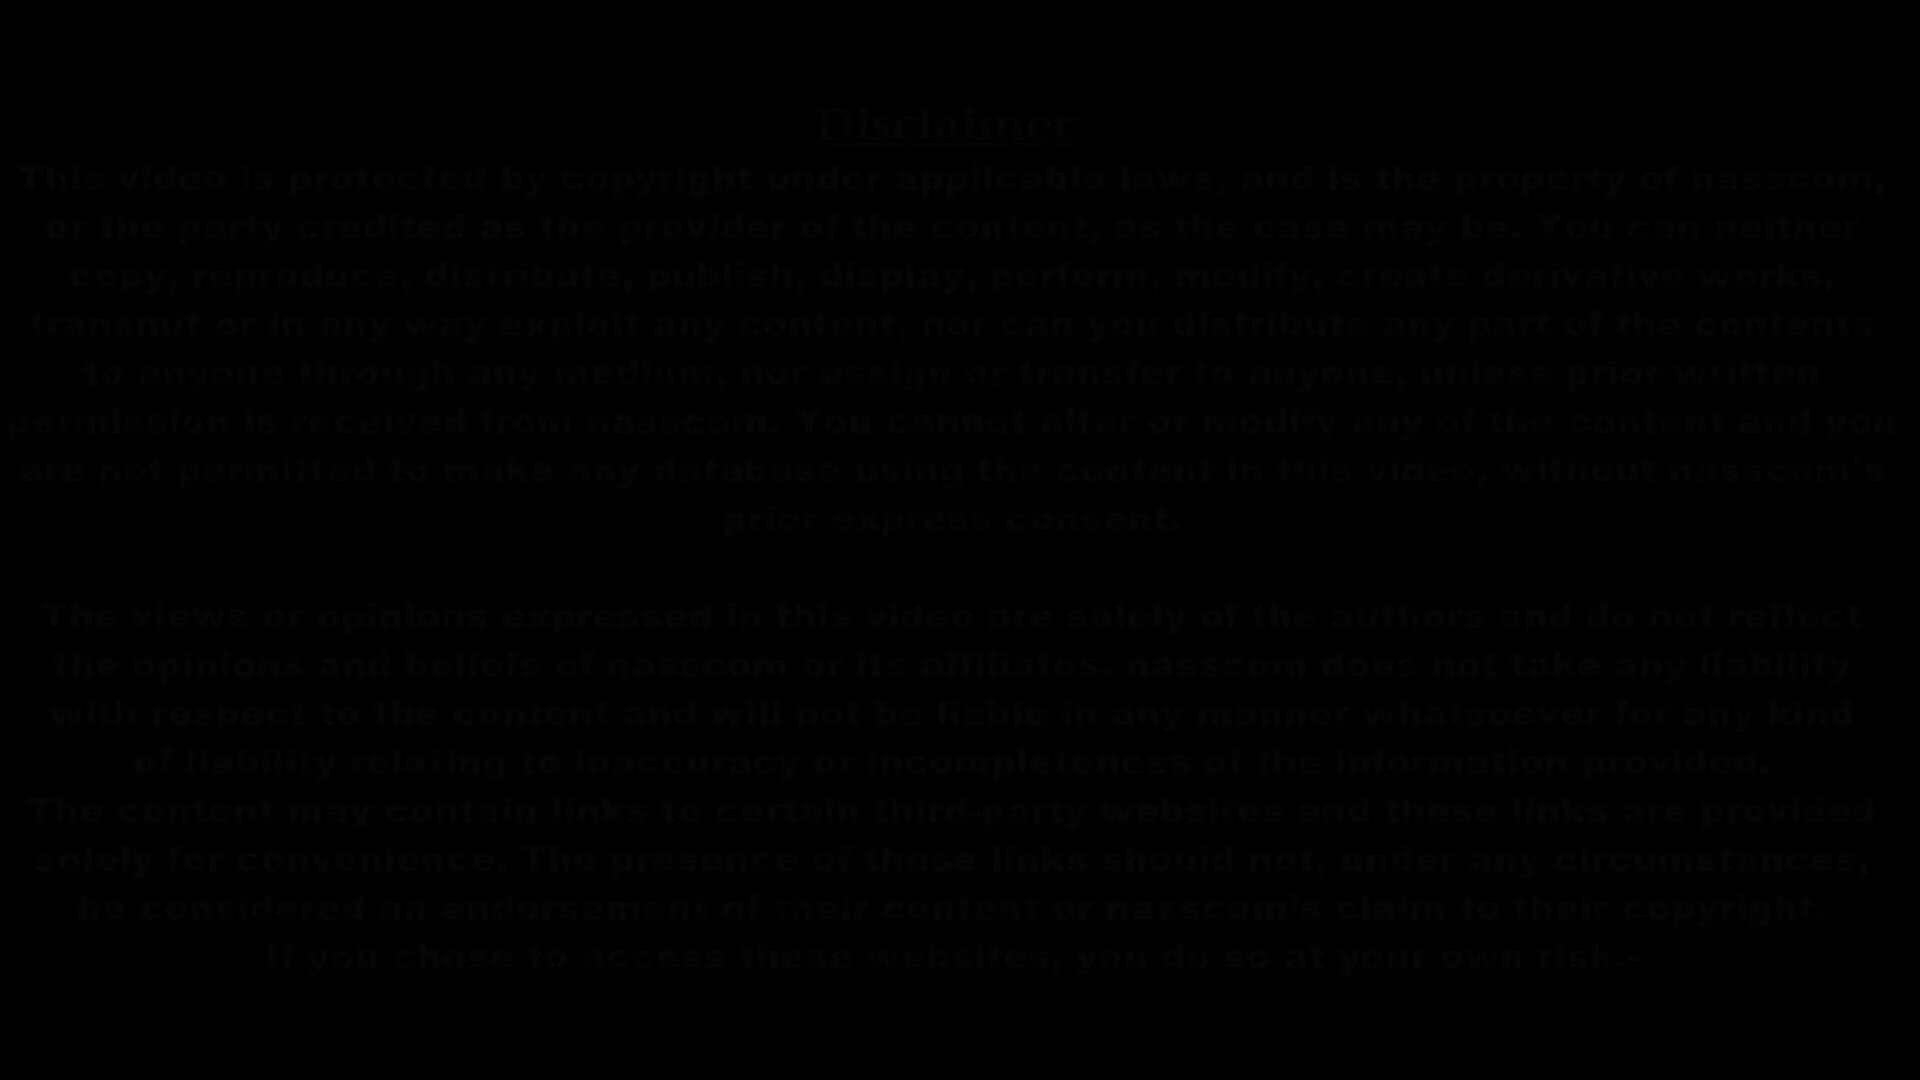 Disclaimer
This video is protected by copyright under applicable laws, and is the property of nasscom,
or the party credited as the provider of the content, as the case may be. You can neither
copy, reproduce, distribute, publish, display, perform, modify, create derivative works,
transmit or in any way exploit any content, nor can you distribute any part of the contents
to anyone through any medium, nor assign or transfer to anyone, unless prior written
permission is received from nasscom. You cannot alter or modify any of the content and you
are not permitted to make any database using the content in this video, without nasscom's
prior express consent.
The views or opinions expressed in this video are solely of the authors and do not reflect
the opinions and beliefs of nasscom or its affiliates. nasscom does not take any liability
with respect to the content and will not be liable in any manner whatsoever for any kind
of liability relating to inaccuracy or incompleteness of the information provided.
The content may contain links to certain third-party websites and these links are provided
solely for convenience. The presence of these links should not, under any circumstances,
be considered an endorsement of their content or nasscom's claim to their copyright.
If you chose to access these websites, you do so at your own risk.-